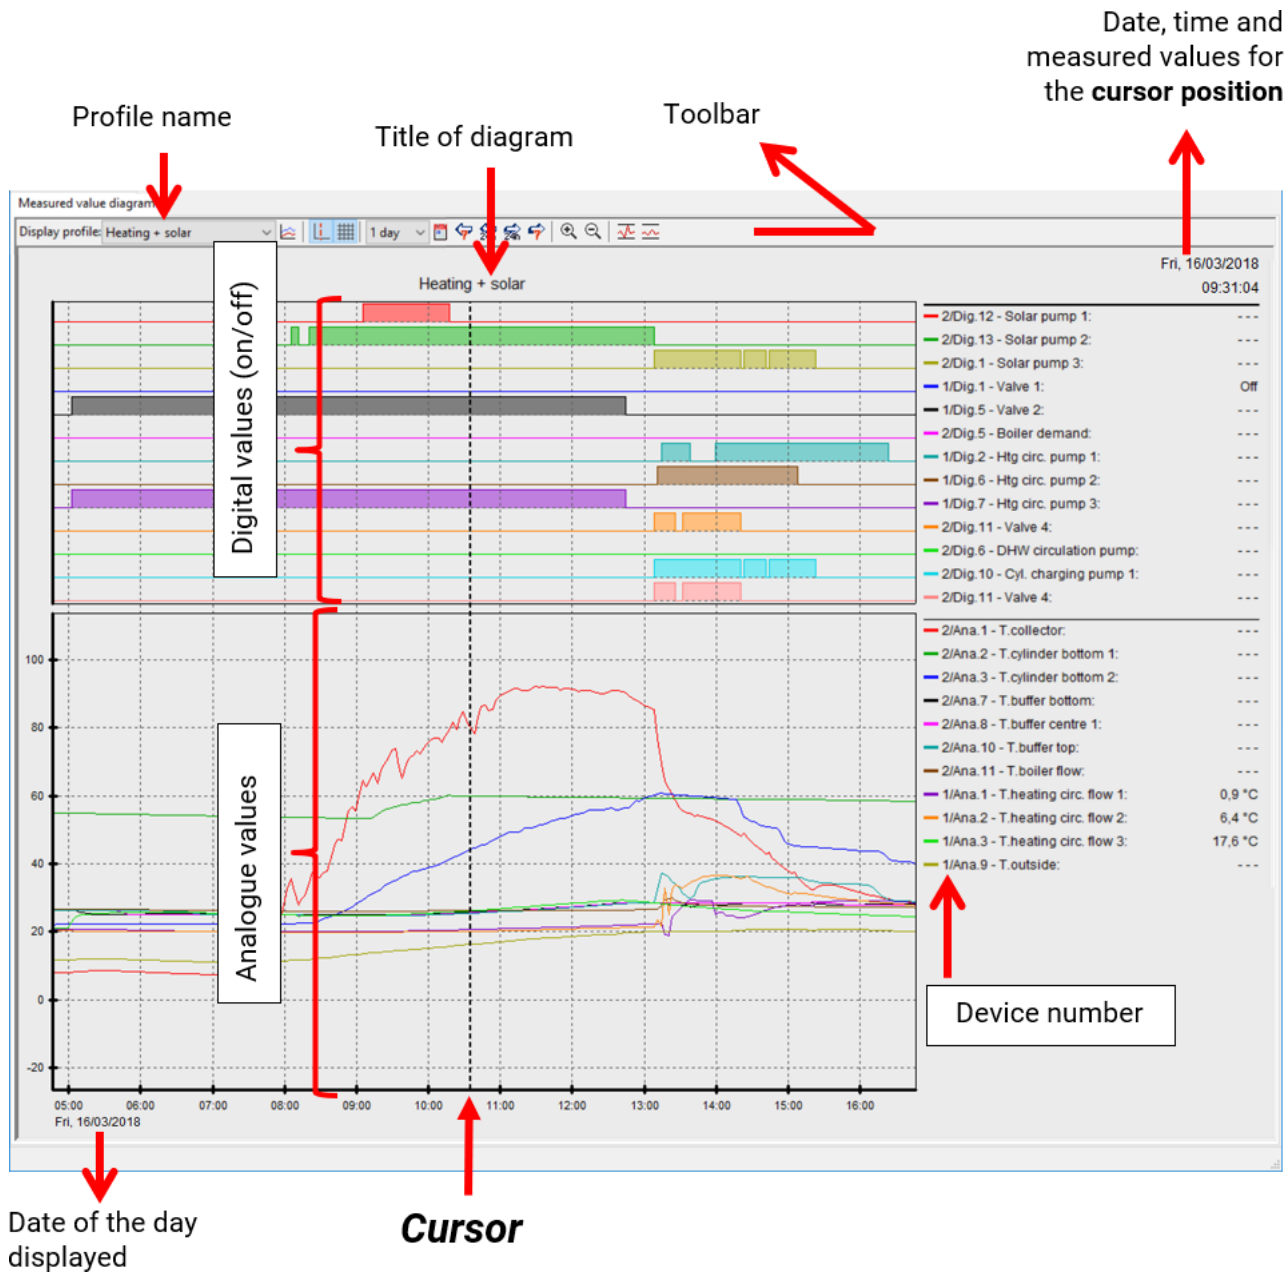 Date, time and
measured values for
the cursor position
Profile name
Title of diagram
Toolbar
Measured value diagram
Display profile: Heating + solar
1 day
Fri, 16/03/2018
09:31:04
Heating + solar
Digital values (on/off)
2/Dig.12 - Solar pump 1: ---
2/Dig.13 - Solar pump 2: ---
2/Dig.1 - Solar pump 3: ---
1/Dig.1 - Valve 1: Off
1/Dig.5 - Valve 2: ---
2/Dig.5 - Boiler demand: ---
1/Dig.2 - Htg circ. pump 1: ---
1/Dig.6 - Htg circ. pump 2: ---
1/Dig.7 - Htg circ. pump 3: ---
2/Dig.11 - Valve 4: ---
2/Dig.6 - DHW circulation pump: ---
2/Dig.10 - Cyl. charging pump 1: ---
2/Dig.11 - Valve 4: ---
Analogue values
2/Ana.1 - T.collector: ---
2/Ana.2 - T.cylinder bottom 1: ---
2/Ana.3 - T.cylinder bottom 2: ---
2/Ana.7 - T.buffer bottom: ---
2/Ana.8 - T.buffer centre 1: ---
2/Ana.10 - T.buffer top: ---
2/Ana.11 - T.boiler flow: ---
1/Ana.1 - T.heating circ. flow 1: 0,9 °C
1/Ana.2 - T.heating circ. flow 2: 6,4 °C
1/Ana.3 - T.heating circ. flow 3: 17,6 °C
1/Ana.9 - T.outside: ---
100
80
60
40
20
0
-20
Device number
05:00 06:00 07:00 08:00 09:00 10:00 11:00 12:00 13:00 14:00 15:00 16:00
Fri, 16/03/2018
Date of the day
displayed
Cursor